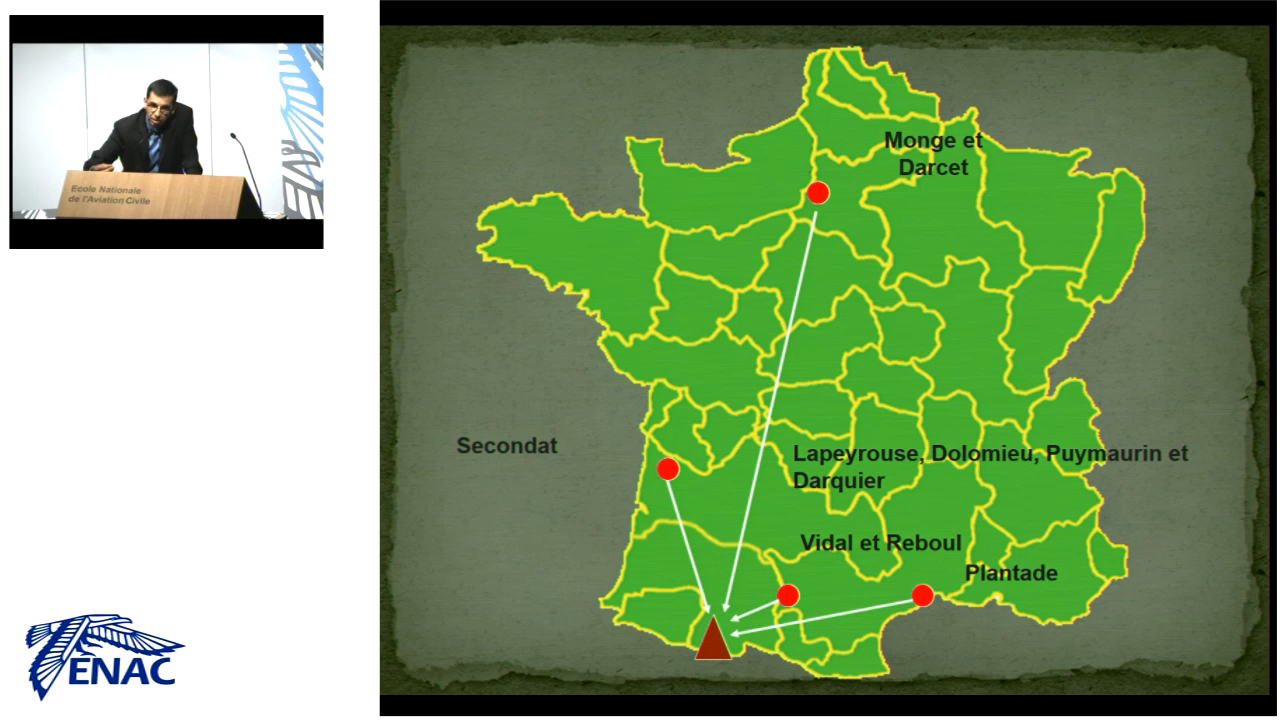 Ecole Nationale
de l'Aviation Civile
Monge et
Darcet
Secondat
Lapeyrouse, Dolomieu, Puymaurin et
Darquier
Vidal et Reboul
Plantade
ENAC